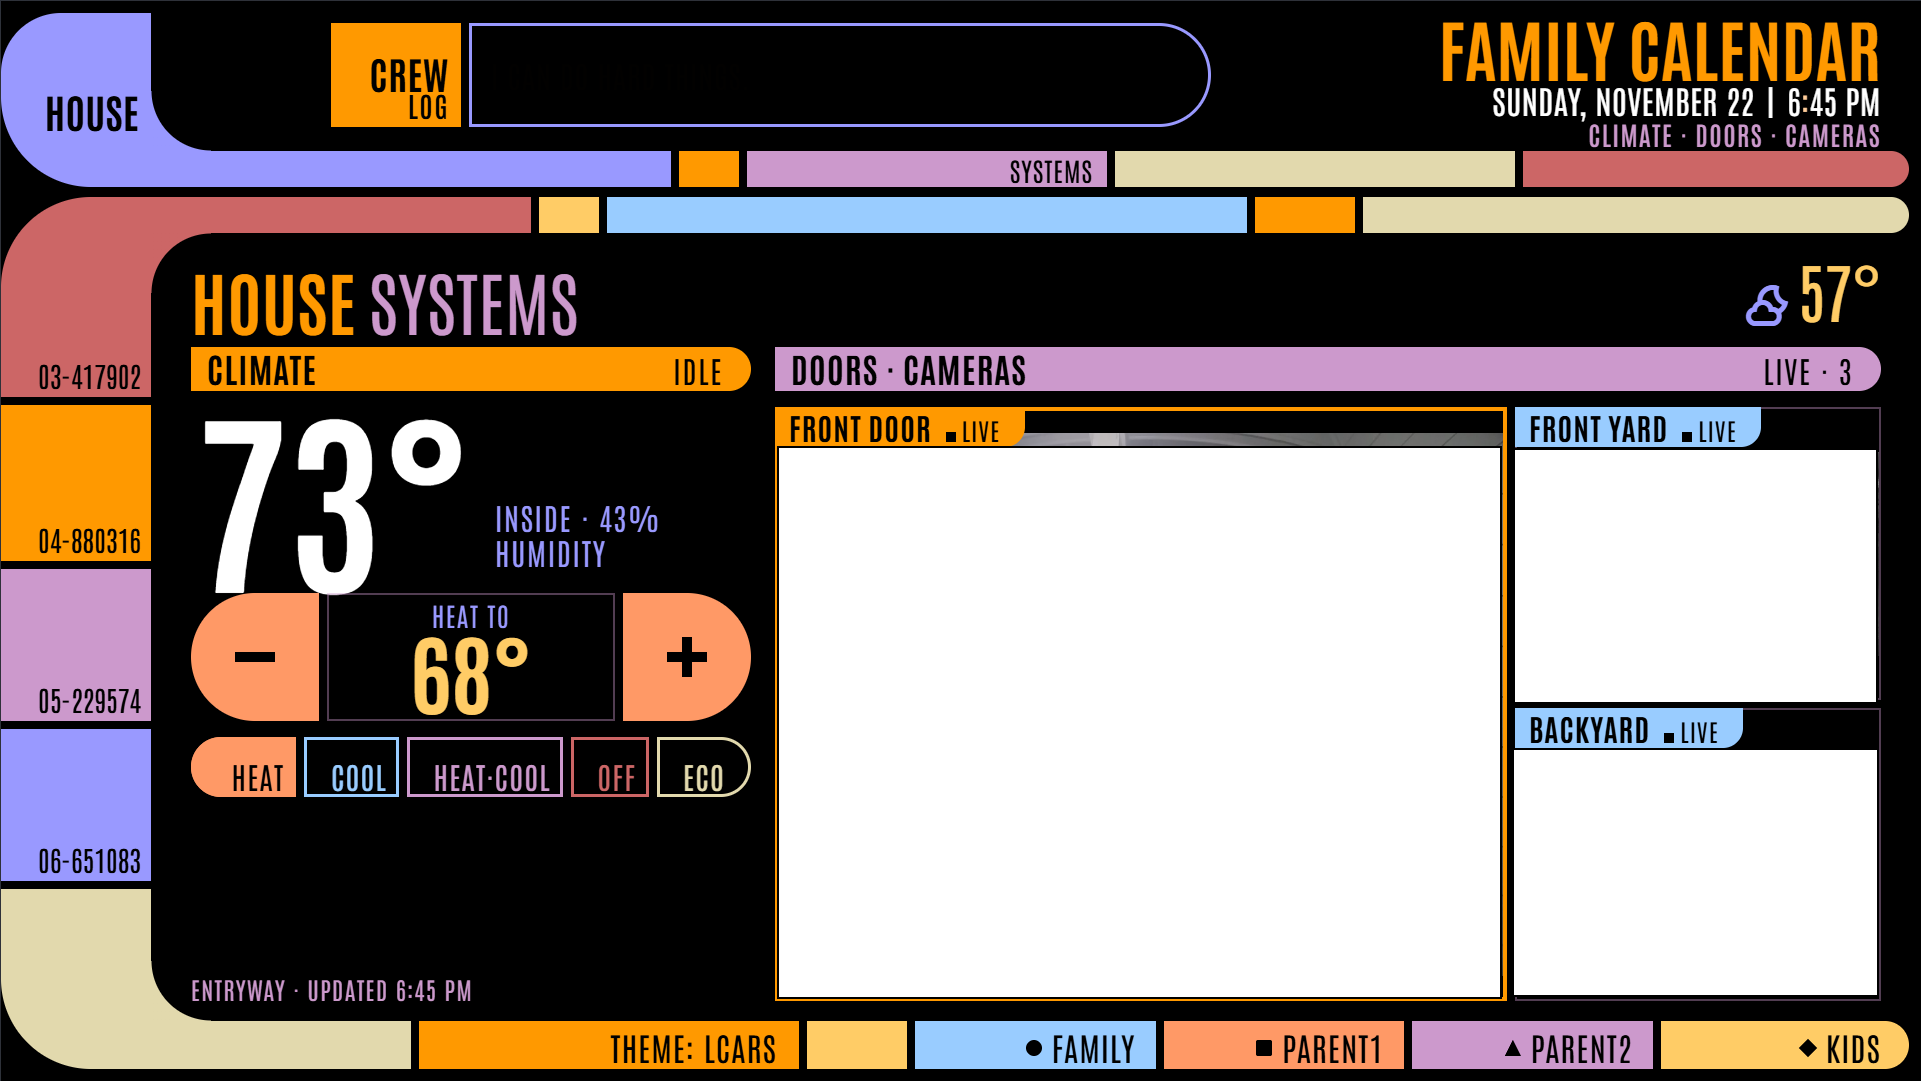 HOUSE
CREW
LOG
FAMILY CALENDAR
SUNDAY, NOVEMBER 22 | 6:45 PM
CLIMATE · DOORS · CAMERAS
SYSTEMS
HOUSE SYSTEMS
57°
03-417902
04-880316
05-229574
06-651083
CLIMATE IDLE
73°
INSIDE · 43%
HUMIDITY
−
HEAT TO
68°
+
HEAT COOL HEAT·COOL OFF ECO
ENTRYWAY · UPDATED 6:45 PM
DOORS · CAMERAS LIVE · 3
FRONT DOOR ■ LIVE
FRONT YARD ■ LIVE
BACKYARD ■ LIVE
THEME: LCARS ● FAMILY ■ PARENT1 ▲ PARENT2 ◆ KIDS